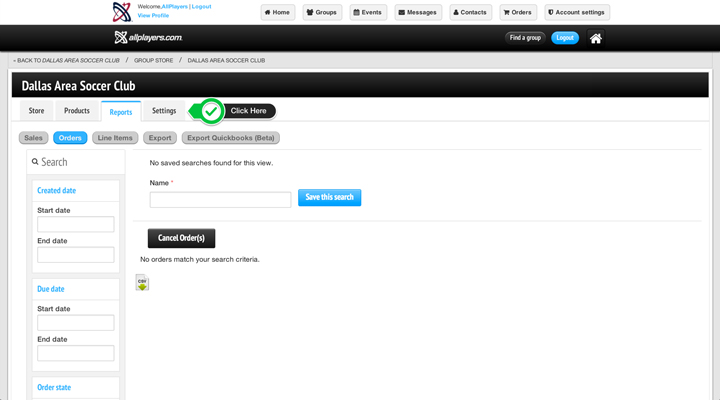 Welcome,AllPlayers | Logout
View Profile
Home
Groups
Events
Messages
Contacts
Orders
Account settings
allplayers.com
Find a group
Logout
« BACK TO DALLAS AREA SOCCER CLUB / GROUP STORE / DALLAS AREA SOCCER CLUB
Dallas Area Soccer Club
Store
Products
Reports
Settings
Click Here
Sales
Orders
Line Items
Export
Export Quickbooks (Beta)
Search
No saved searches found for this view.
Created date
Name *
Save this search
Start date
End date
Cancel Order(s)
No orders match your search criteria.
CSV
Due date
Start date
End date
Order state